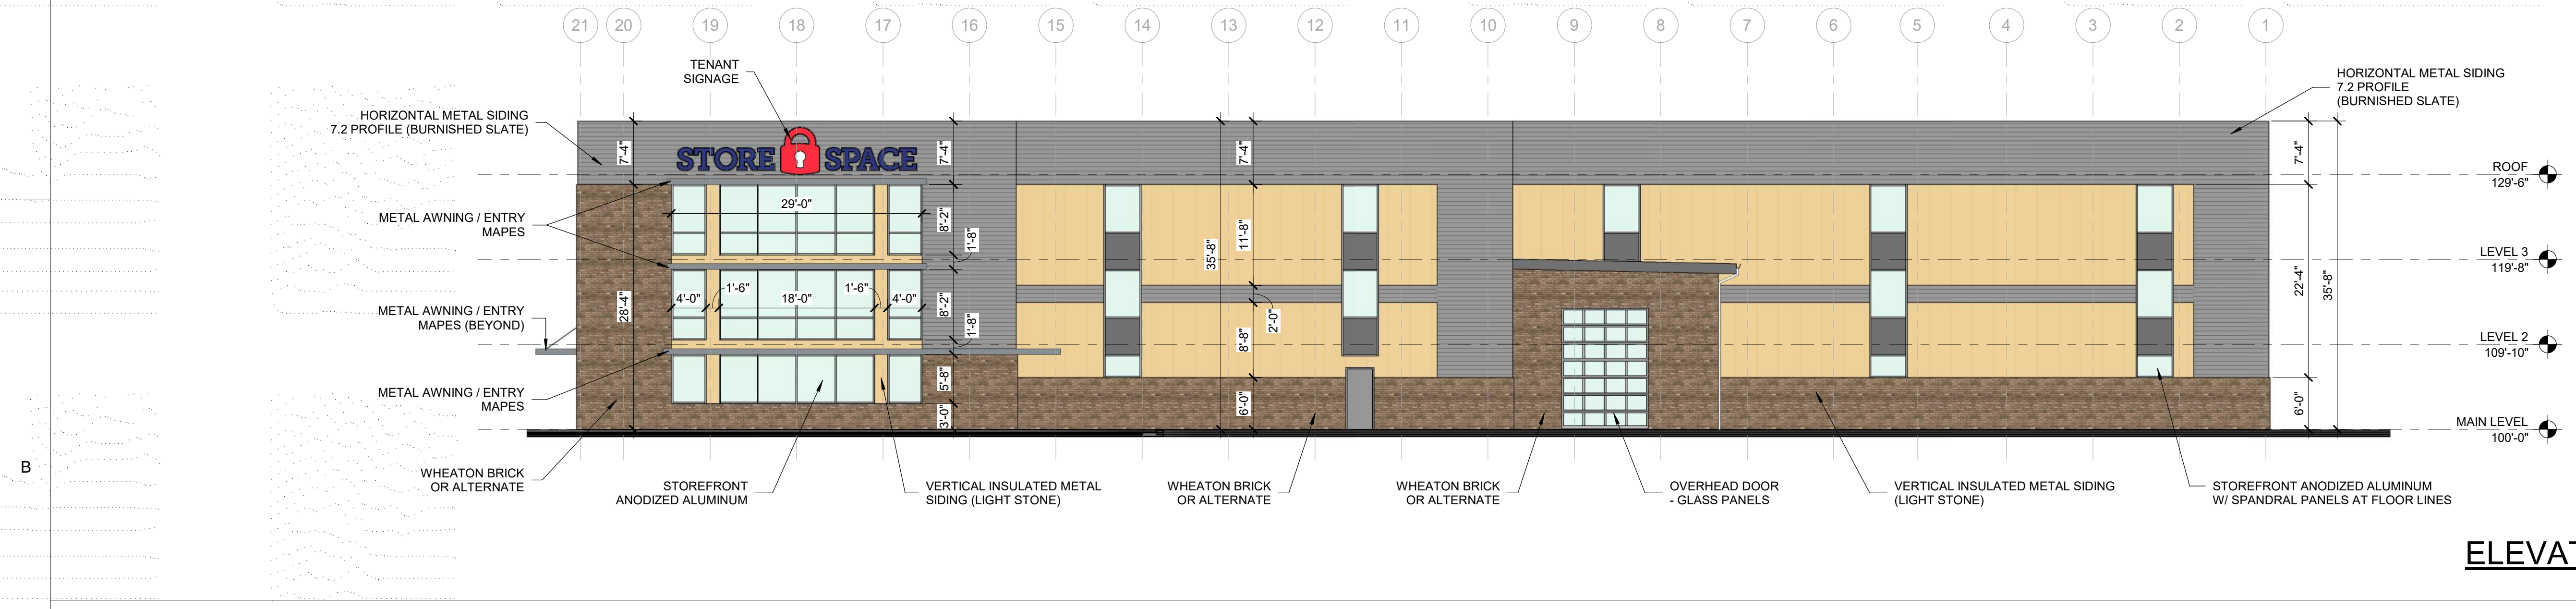 21 20 19 18 17 16 15 14 13 12 11 10 9 8 7 6 5 4 3 2 1
TENANT
SIGNAGE
HORIZONTAL METAL SIDING
7.2 PROFILE (BURNISHED SLATE)
HORIZONTAL METAL SIDING
7.2 PROFILE
(BURNISHED SLATE)
STORE SPACE
7'-4"
7'-4"
7'-4"
7'-4"
ROOF
129'-6"
METAL AWNING / ENTRY
MAPES
29'-0"
8'-2"
1'-8"
35'-8"
11'-8"
LEVEL 3
119'-8"
28'-4"
4'-0"
1'-6"
18'-0"
1'-6"
4'-0"
8'-2"
1'-8"
2'-0"
8'-8"
22'-4"
35'-8"
METAL AWNING / ENTRY
MAPES (BEYOND)
LEVEL 2
109'-10"
METAL AWNING / ENTRY
MAPES
5'-8"
3'-0"
6'-0"
6'-0"
MAIN LEVEL
100'-0"
B
WHEATON BRICK
OR ALTERNATE
STOREFRONT
ANODIZED ALUMINUM
VERTICAL INSULATED METAL
SIDING (LIGHT STONE)
WHEATON BRICK
OR ALTERNATE
WHEATON BRICK
OR ALTERNATE
OVERHEAD DOOR
- GLASS PANELS
VERTICAL INSULATED METAL SIDING
(LIGHT STONE)
STOREFRONT ANODIZED ALUMINUM
W/ SPANDRAL PANELS AT FLOOR LINES
ELEVAT